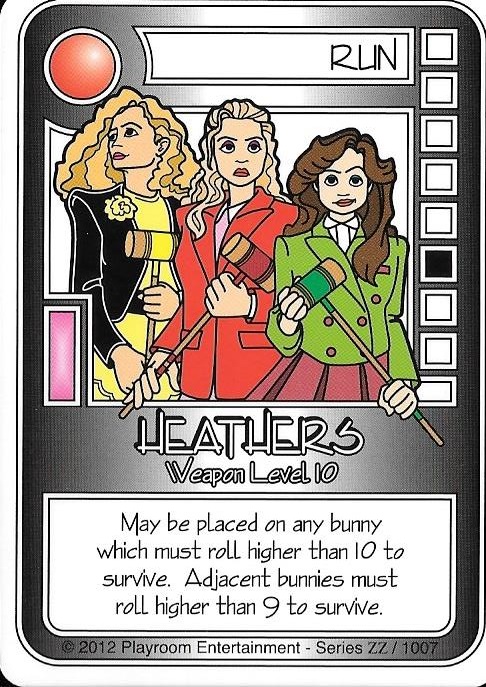 RUN
HEATHERS
Weapon Level 10
May be placed on any bunny
which must roll higher than 10 to
survive. Adjacent bunnies must
roll higher than 9 to survive.
© 2012 Playroom Entertainment - Series ZZ / 1007